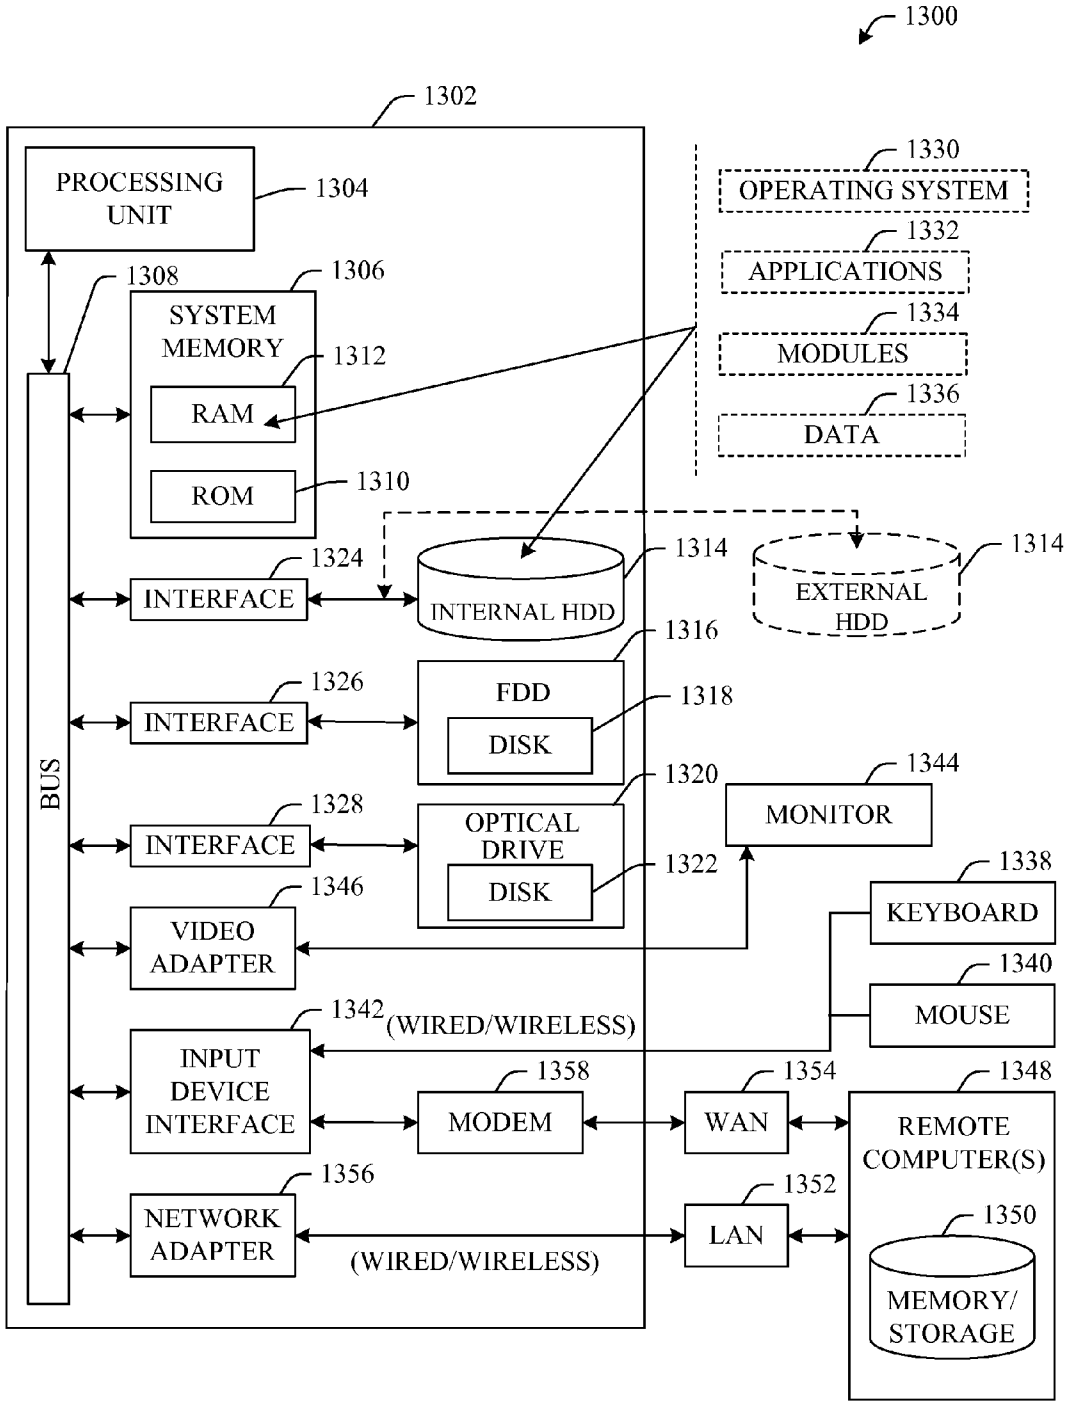 1300
1302
PROCESSING
UNIT
1304
1308
1306
SYSTEM
MEMORY
1312
RAM
1310
ROM
1330
OPERATING SYSTEM
1332
APPLICATIONS
1334
MODULES
1336
DATA
1324
INTERFACE
1314
INTERNAL HDD
1314
EXTERNAL
HDD
1326
INTERFACE
1316
FDD
1318
DISK
BUS
1328
INTERFACE
1320
OPTICAL
DRIVE
1322
DISK
1344
MONITOR
1346
VIDEO
ADAPTER
1338
KEYBOARD
1340
MOUSE
1342
(WIRED/WIRELESS)
INPUT
DEVICE
INTERFACE
1358
MODEM
1354
WAN
1348
REMOTE
COMPUTER(S)
1356
NETWORK
ADAPTER
(WIRED/WIRELESS)
1352
LAN
1350
MEMORY/
STORAGE